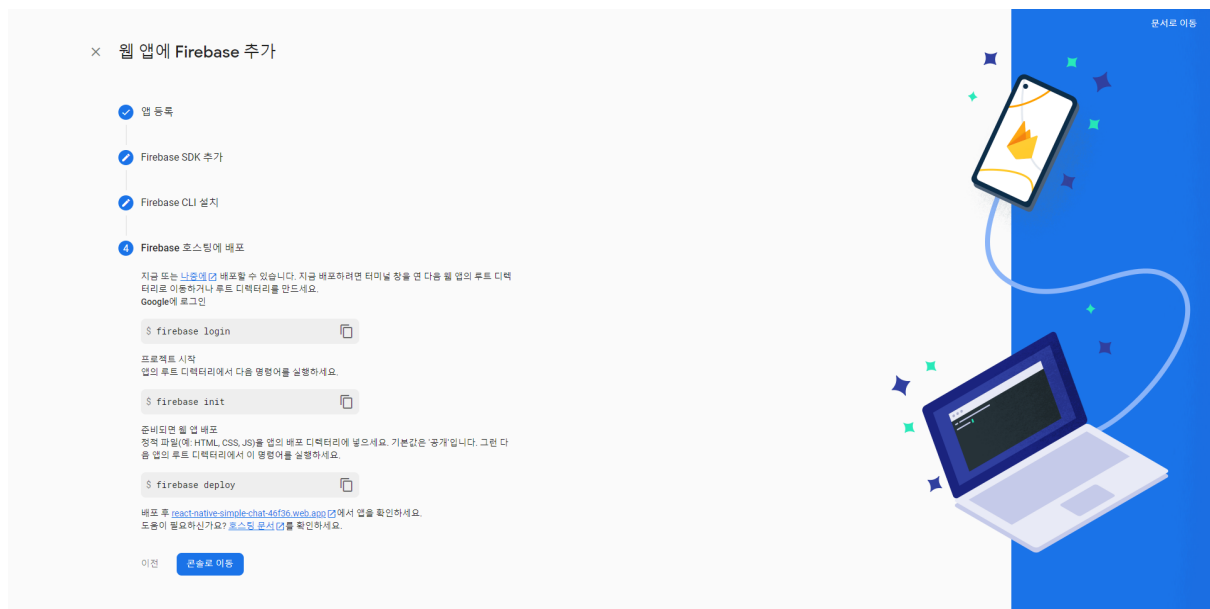 문서로 이동
웹 앱에 Firebase 추가
앱 등록
Firebase SDK 추가
Firebase CLI 설치
4 Firebase 호스팅에 배포
지금 또는 나중에 배포할 수 있습니다. 지금 배포하려면 터미널 창을 연 다음 웹 앱의 루트 디렉
터리로 이동하거나 루트 디렉터리를 만드세요.
Google에 로그인
$ firebase login
프로젝트 시작
앱의 루트 디렉터리에서 다음 명령어를 실행하세요.
$ firebase init
준비되면 웹 앱 배포
정적 파일(예: HTML, CSS, JS)을 앱의 배포 디렉터리에 넣으세요. 기본값은 '공개'입니다. 그런 다
음 앱의 루트 디렉터리에서 이 명령어를 실행하세요.
$ firebase deploy
배포 후 react-native-simple-chat-46f36.web.app에서 앱을 확인하세요.
도움이 필요하신가요? 호스팅 문서를 확인하세요.
이전
콘솔로 이동